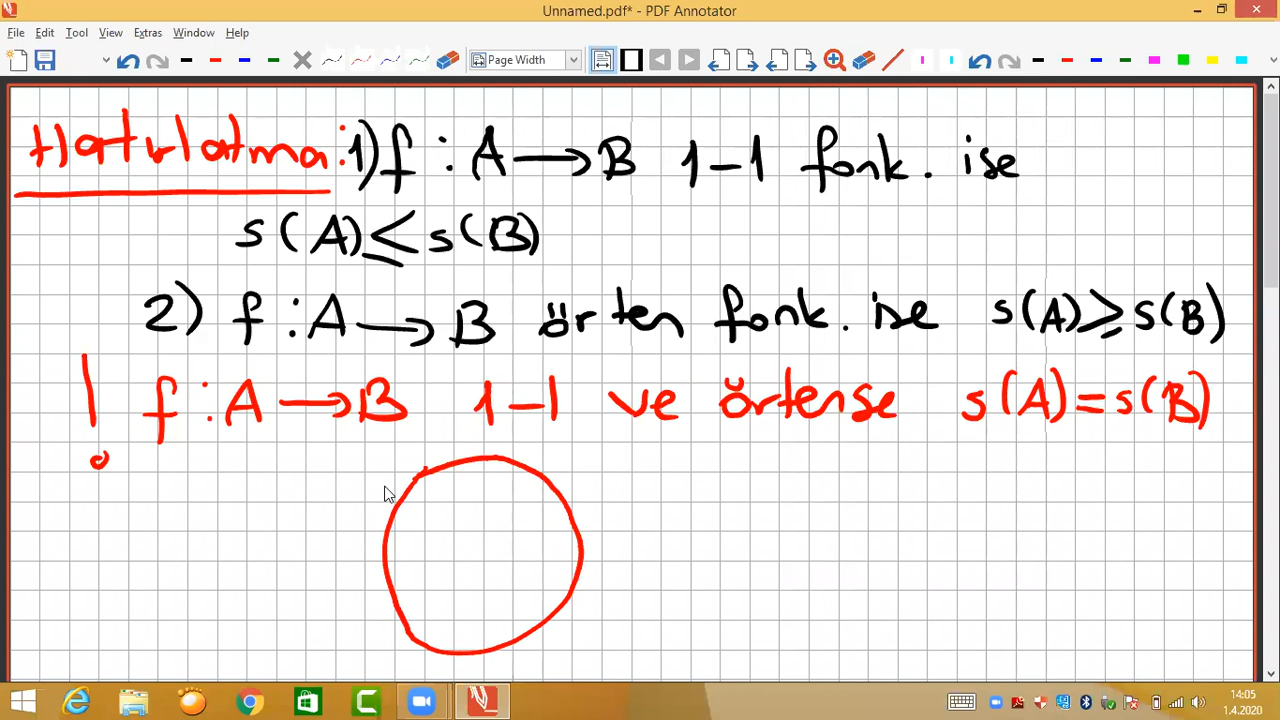 Unnamed.pdf* - PDF Annotator
File Edit Tool View Extras Window Help
Page Width
Hatırlatma: 1) f : A → B 1-1 fonk. ise
s(A) ≤ s(B)
2) f : A → B örten fonk. ise s(A) ≥ s(B)
! f : A → B 1-1 ve örtense s(A) = s(B)
14:05
1.4.2020